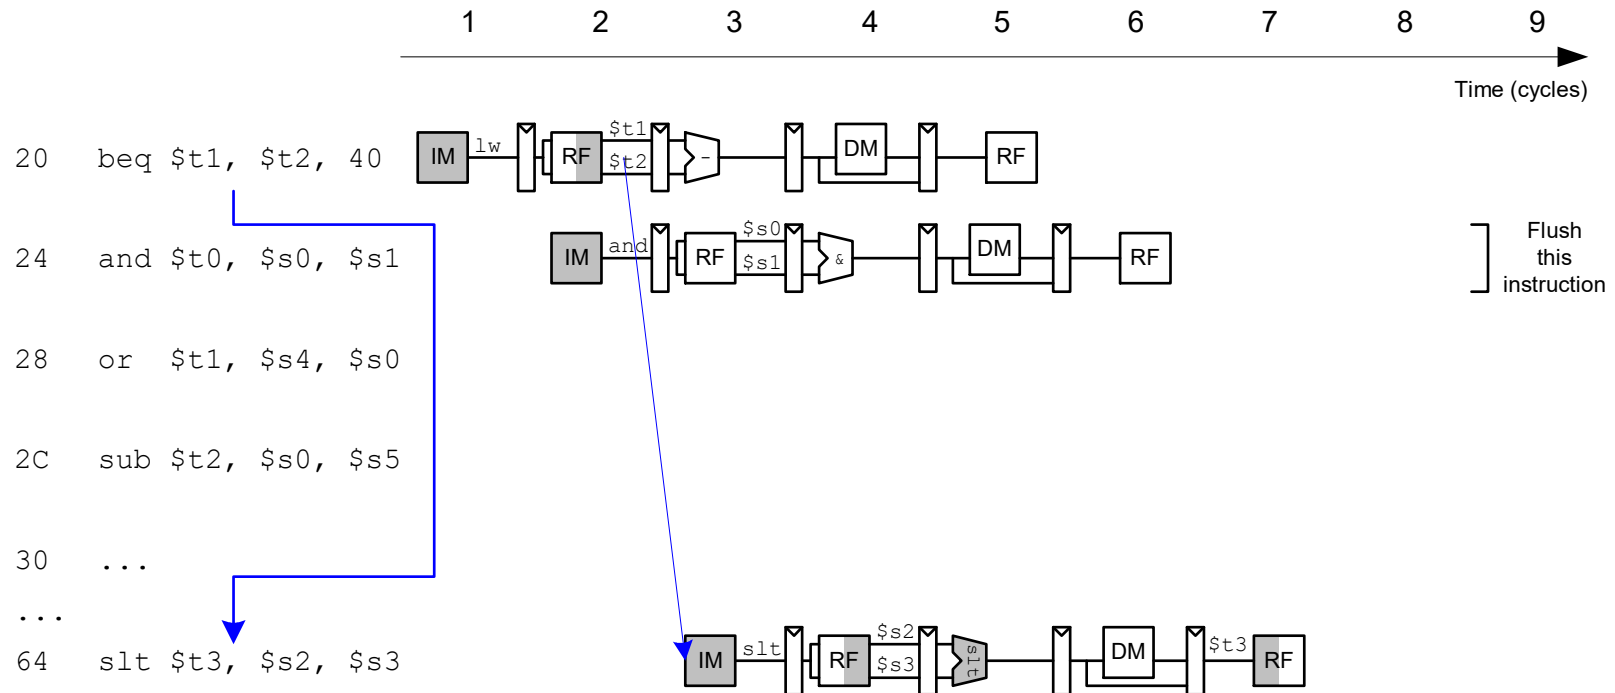 1 2 3 4 5 6 7 8 9
Time (cycles)
20 beq $t1, $t2, 40 IM lw RF $t1 $t2 - DM RF
24 and $t0, $s0, $s1 IM and RF $s0 $s1 & DM RF
Flush
this
instruction
28 or $t1, $s4, $s0
2C sub $t2, $s0, $s5
30 ...
...
64 slt $t3, $s2, $s3 IM slt RF $s2 $s3 slt DM $t3 RF